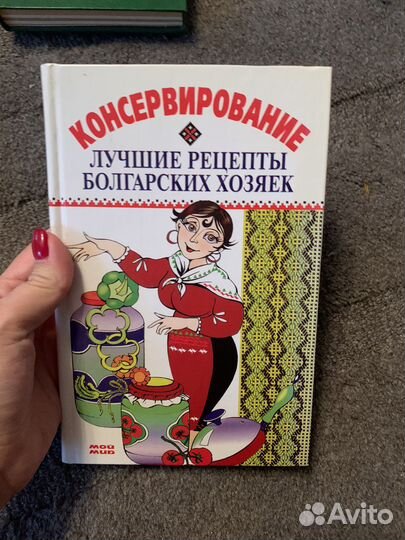 КОНСЕРВИРОВАНИЕ
ЛУЧШИЕ РЕЦЕПТЫ
БОЛГАРСКИХ ХОЗЯЕК
МОЙ
МИР
Avito